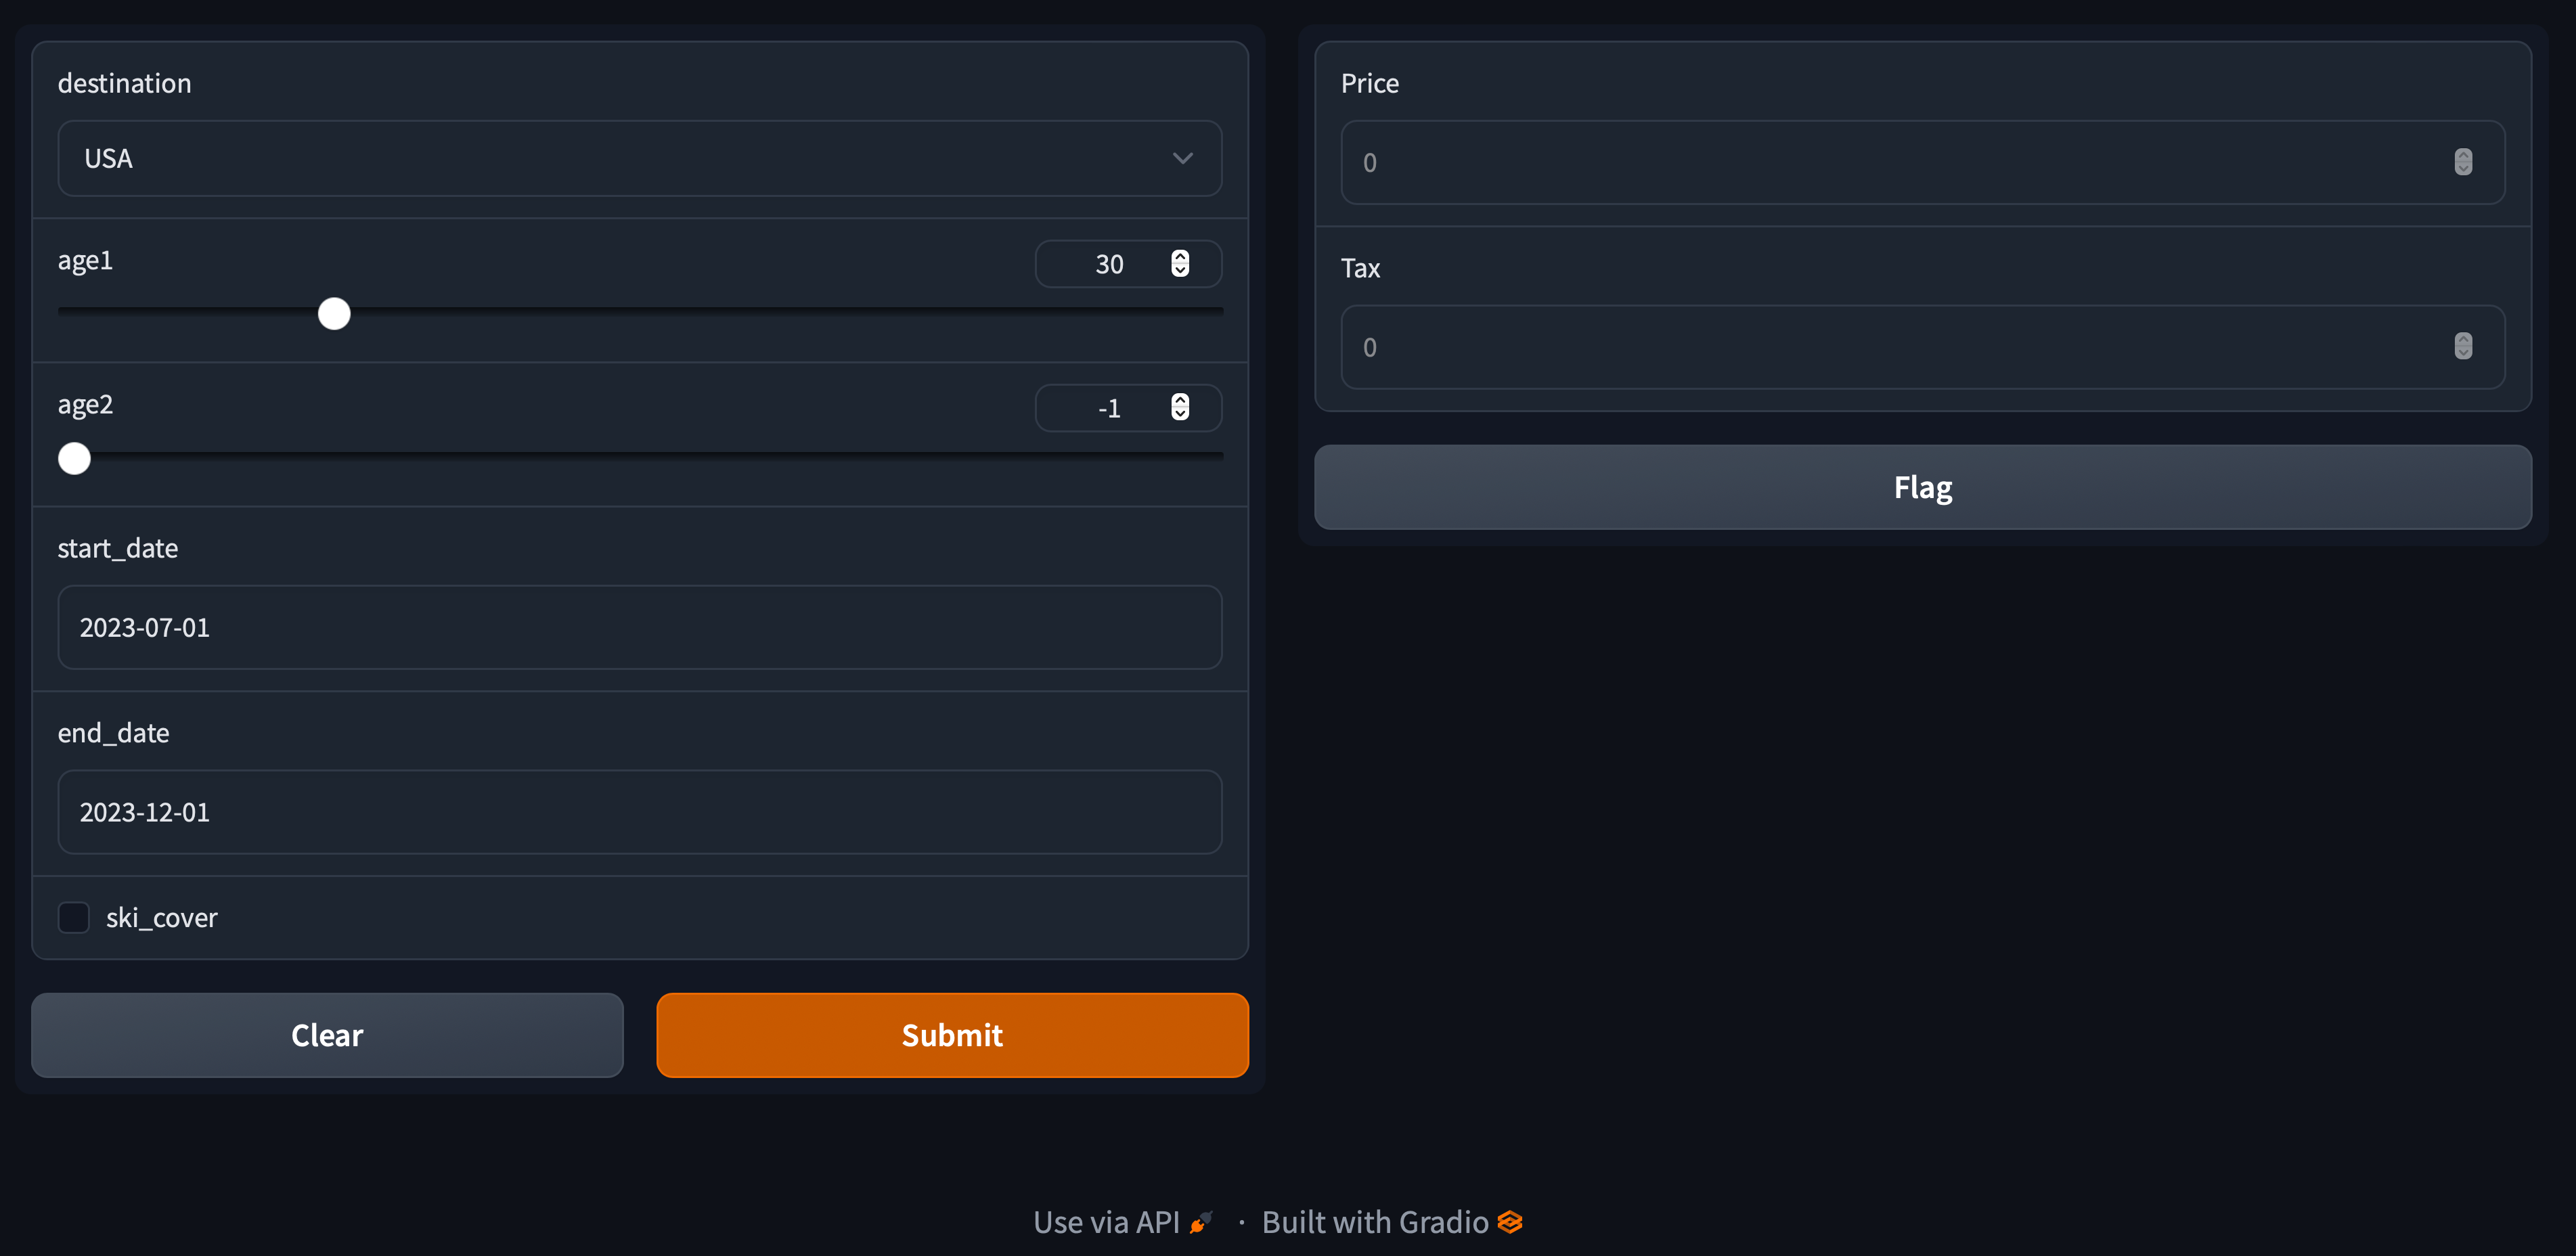 destination
USA
age1
30
age2
-1
start_date
2023-07-01
end_date
2023-12-01
ski_cover
Clear
Submit
Price
0
Tax
0
Flag
Use via API · Built with Gradio